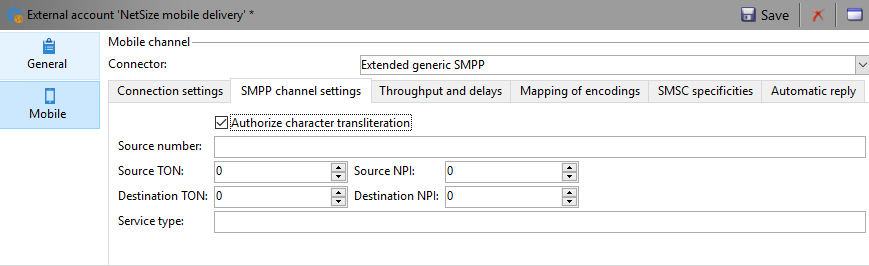 External account 'NetSize mobile delivery' *
Save
General
Mobile
Mobile channel
Connector: Extended generic SMPP
Connection settings SMPP channel settings Throughput and delays Mapping of encodings SMSC specificities Automatic reply
Authorize character transliteration
Source number:
Source TON: 0 Source NPI: 0
Destination TON: 0 Destination NPI: 0
Service type: